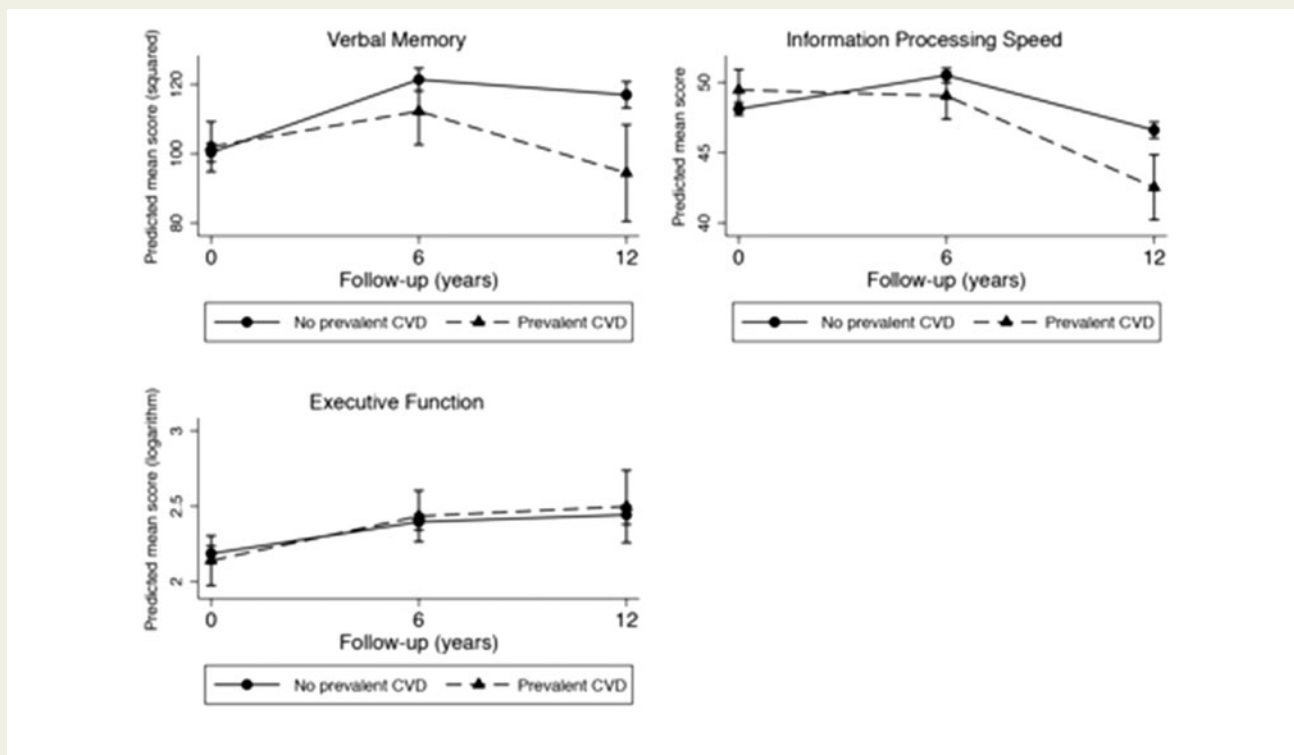 Verbal Memory
Predicted mean score (squared)
120
100
80
0 6 12
Follow-up (years)
No prevalent CVD Prevalent CVD
Information Processing Speed
Predicted mean score
50
45
40
0 6 12
Follow-up (years)
No prevalent CVD Prevalent CVD
Executive Function
Predicted mean score (logarithm)
3
2.5
2
0 6 12
Follow-up (years)
No prevalent CVD Prevalent CVD